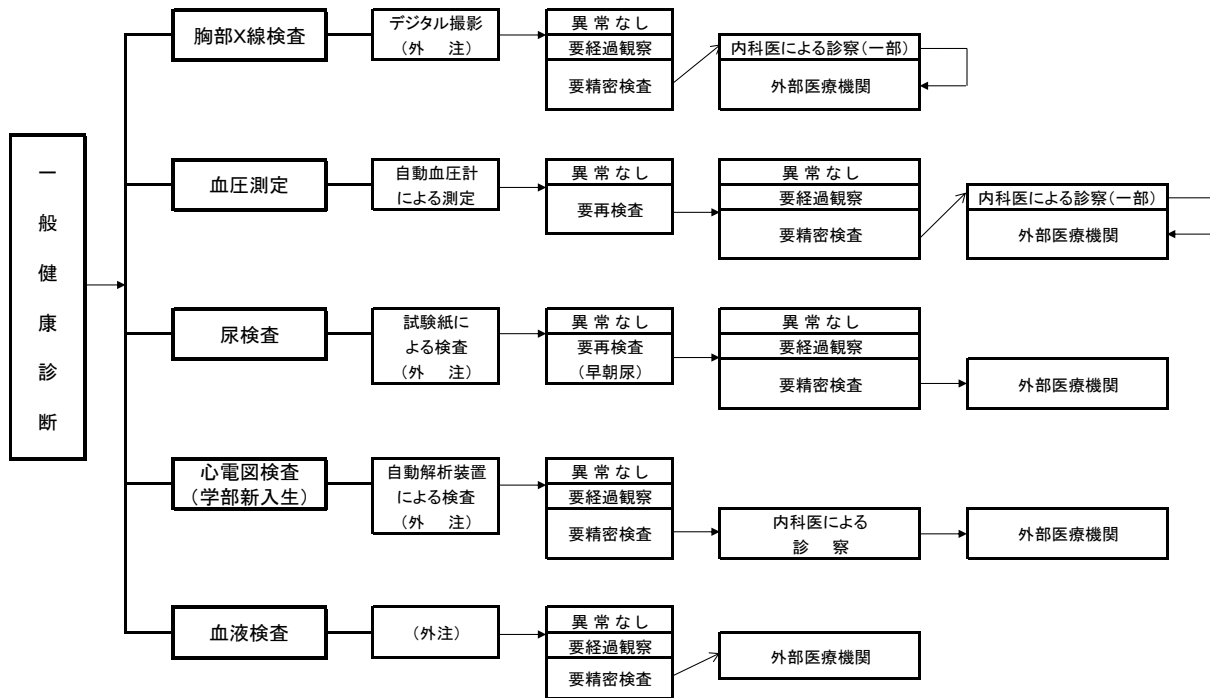 一般健康診断
胸部X線検査
デジタル撮影
(外 注)
異 常 な し
要経過観察
要精密検査
内科医による診察(一部)
外部医療機関
血圧測定
自動血圧計
による測定
異 常 な し
要再検査
異 常 な し
要経過観察
要精密検査
内科医による診察(一部)
外部医療機関
尿検査
試験紙に
よる検査
(外 注)
異 常 な し
要再検査
(早朝尿)
異 常 な し
要経過観察
要精密検査
外部医療機関
心電図検査
(学部新入生)
自動解析装置
による検査
(外 注)
異 常 な し
要経過観察
要精密検査
内科医による
診 察
外部医療機関
血液検査
(外注)
異 常 な し
要経過観察
要精密検査
外部医療機関